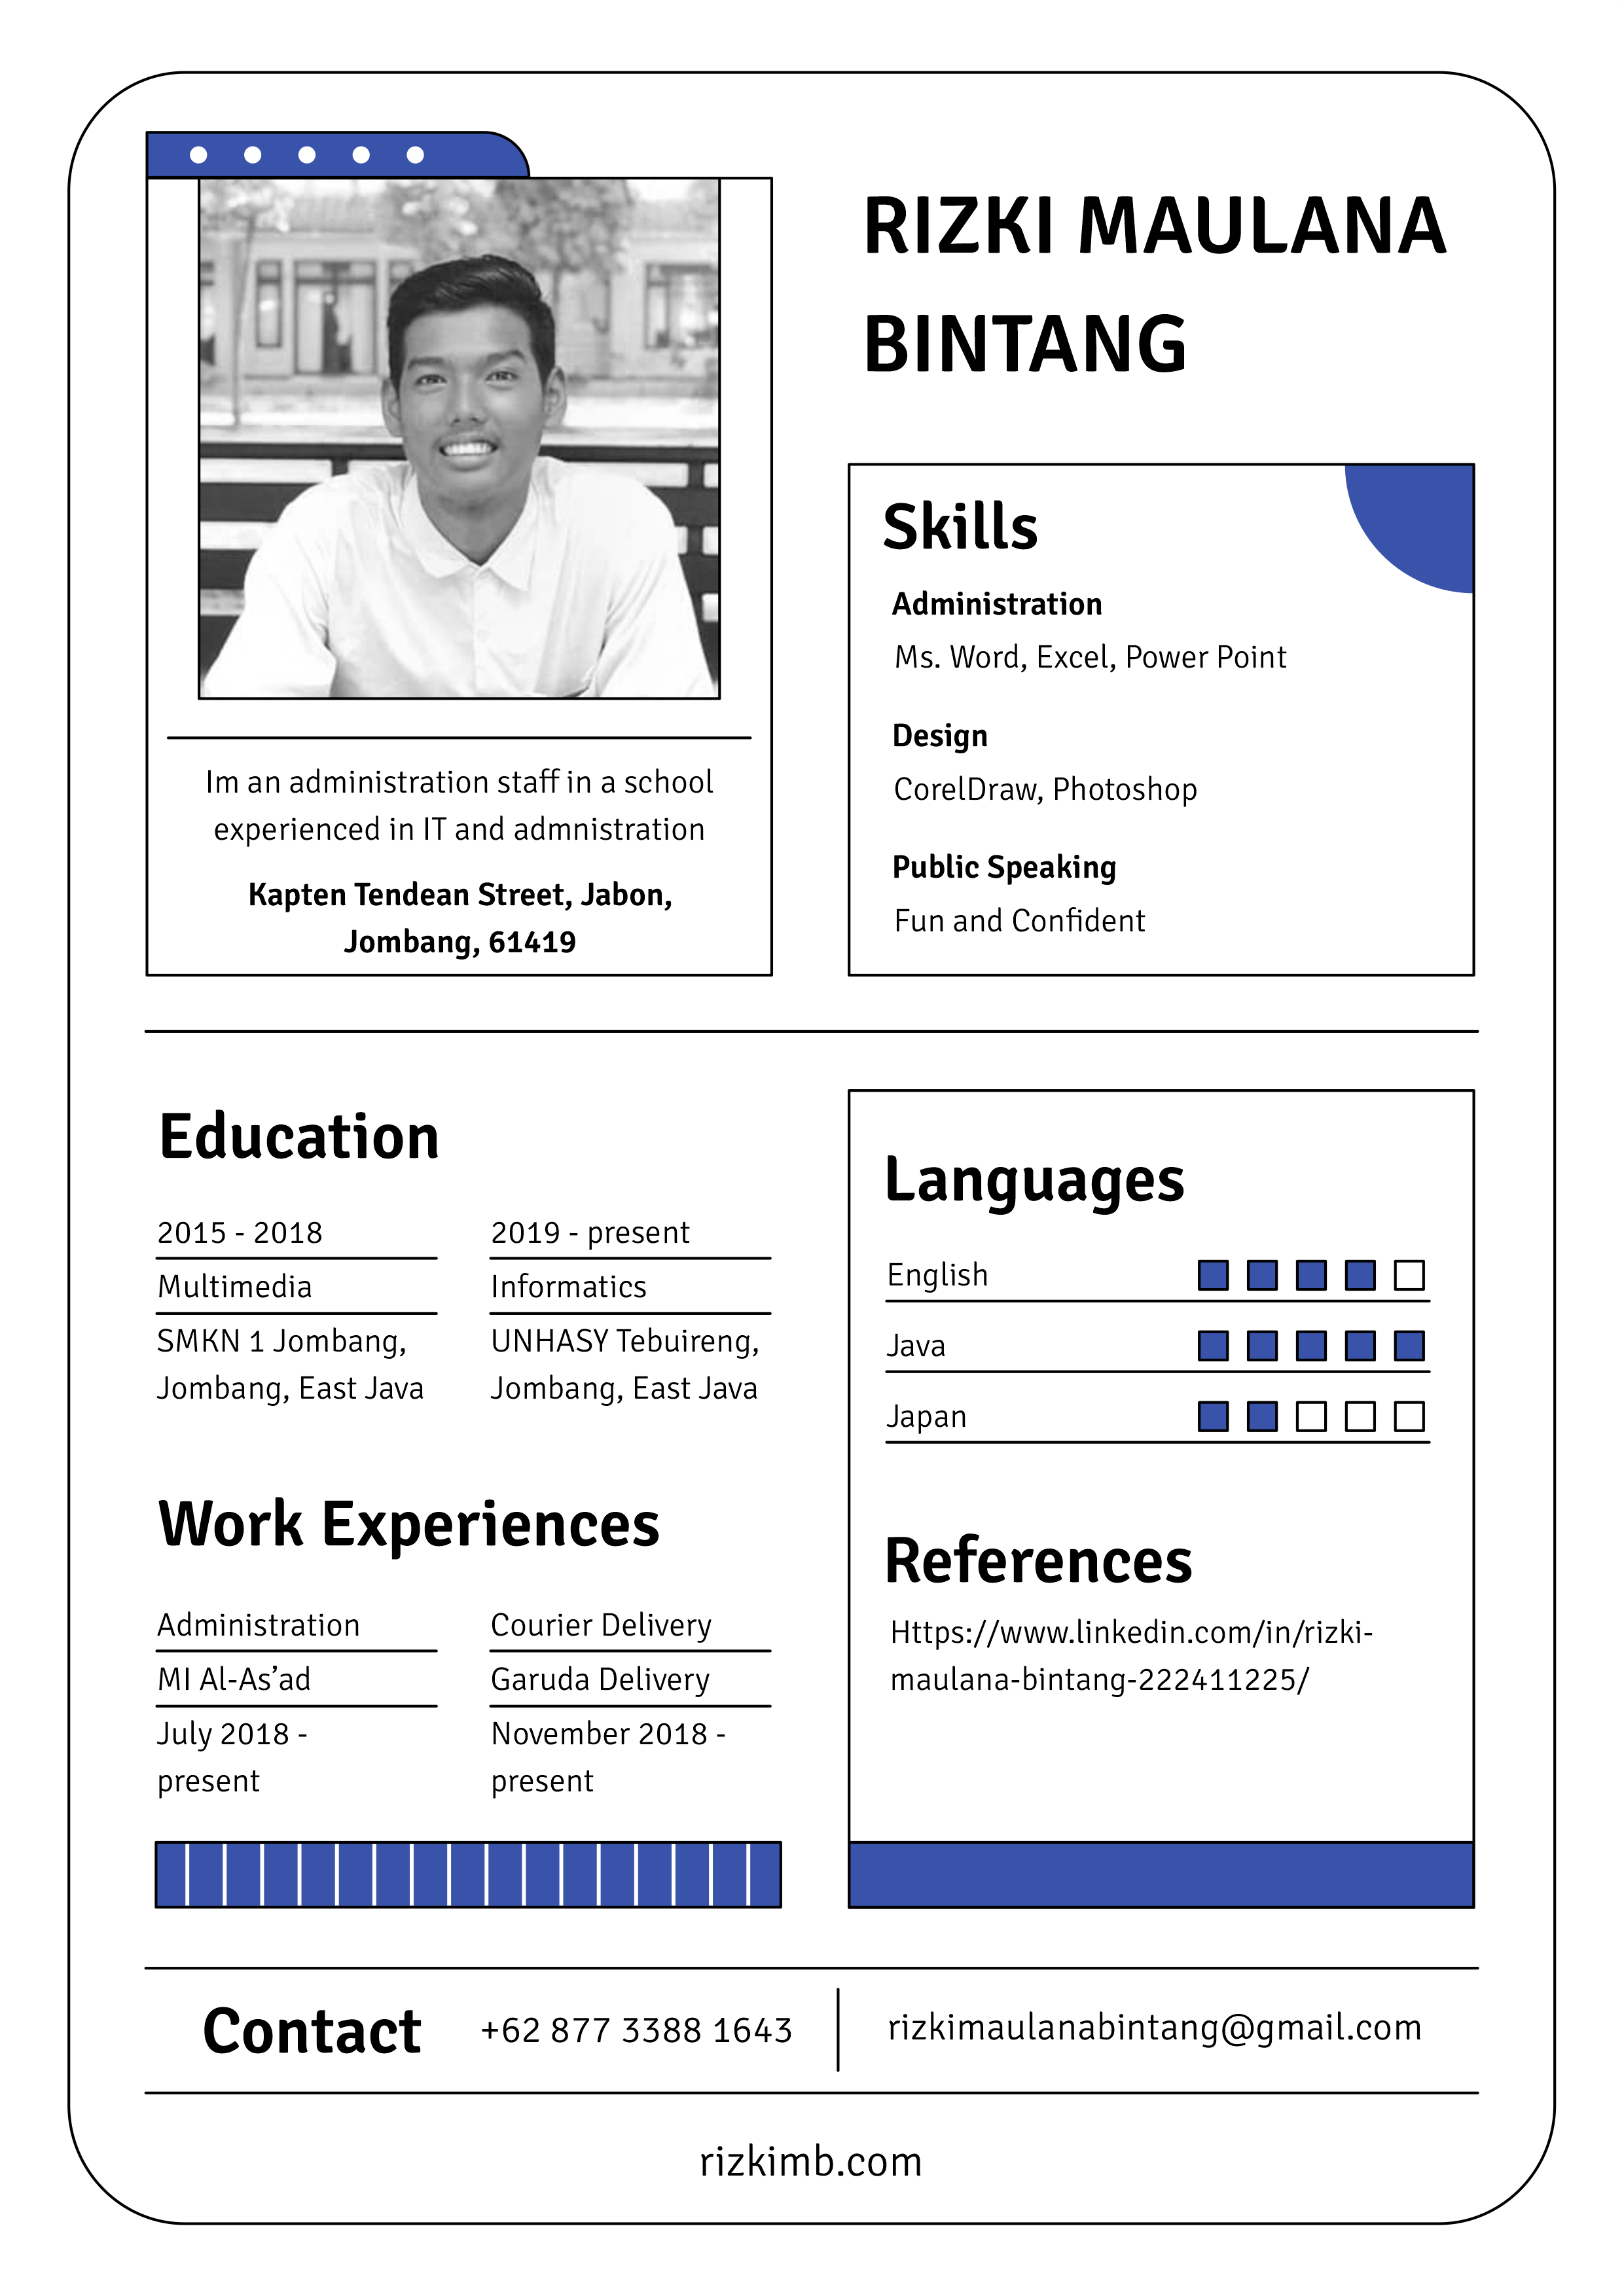 RIZKI MAULANA
BINTANG
Im an administration staff in a school
experienced in IT and admnistration
Kapten Tendean Street, Jabon,
Jombang, 61419
Skills
Administration
Ms. Word, Excel, Power Point
Design
CorelDraw, Photoshop
Public Speaking
Fun and Confident
Education
2015 - 2018
Multimedia
SMKN 1 Jombang,
Jombang, East Java
2019 - present
Informatics
UNHASY Tebuireng,
Jombang, East Java
Work Experiences
Administration
MI Al-As’ad
July 2018 -
present
Courier Delivery
Garuda Delivery
November 2018 -
present
Languages
English
Java
Japan
References
Https://www.linkedin.com/in/rizki-
maulana-bintang-222411225/
Contact
+62 877 3388 1643
rizkimaulanabintang@gmail.com
rizkimb.com